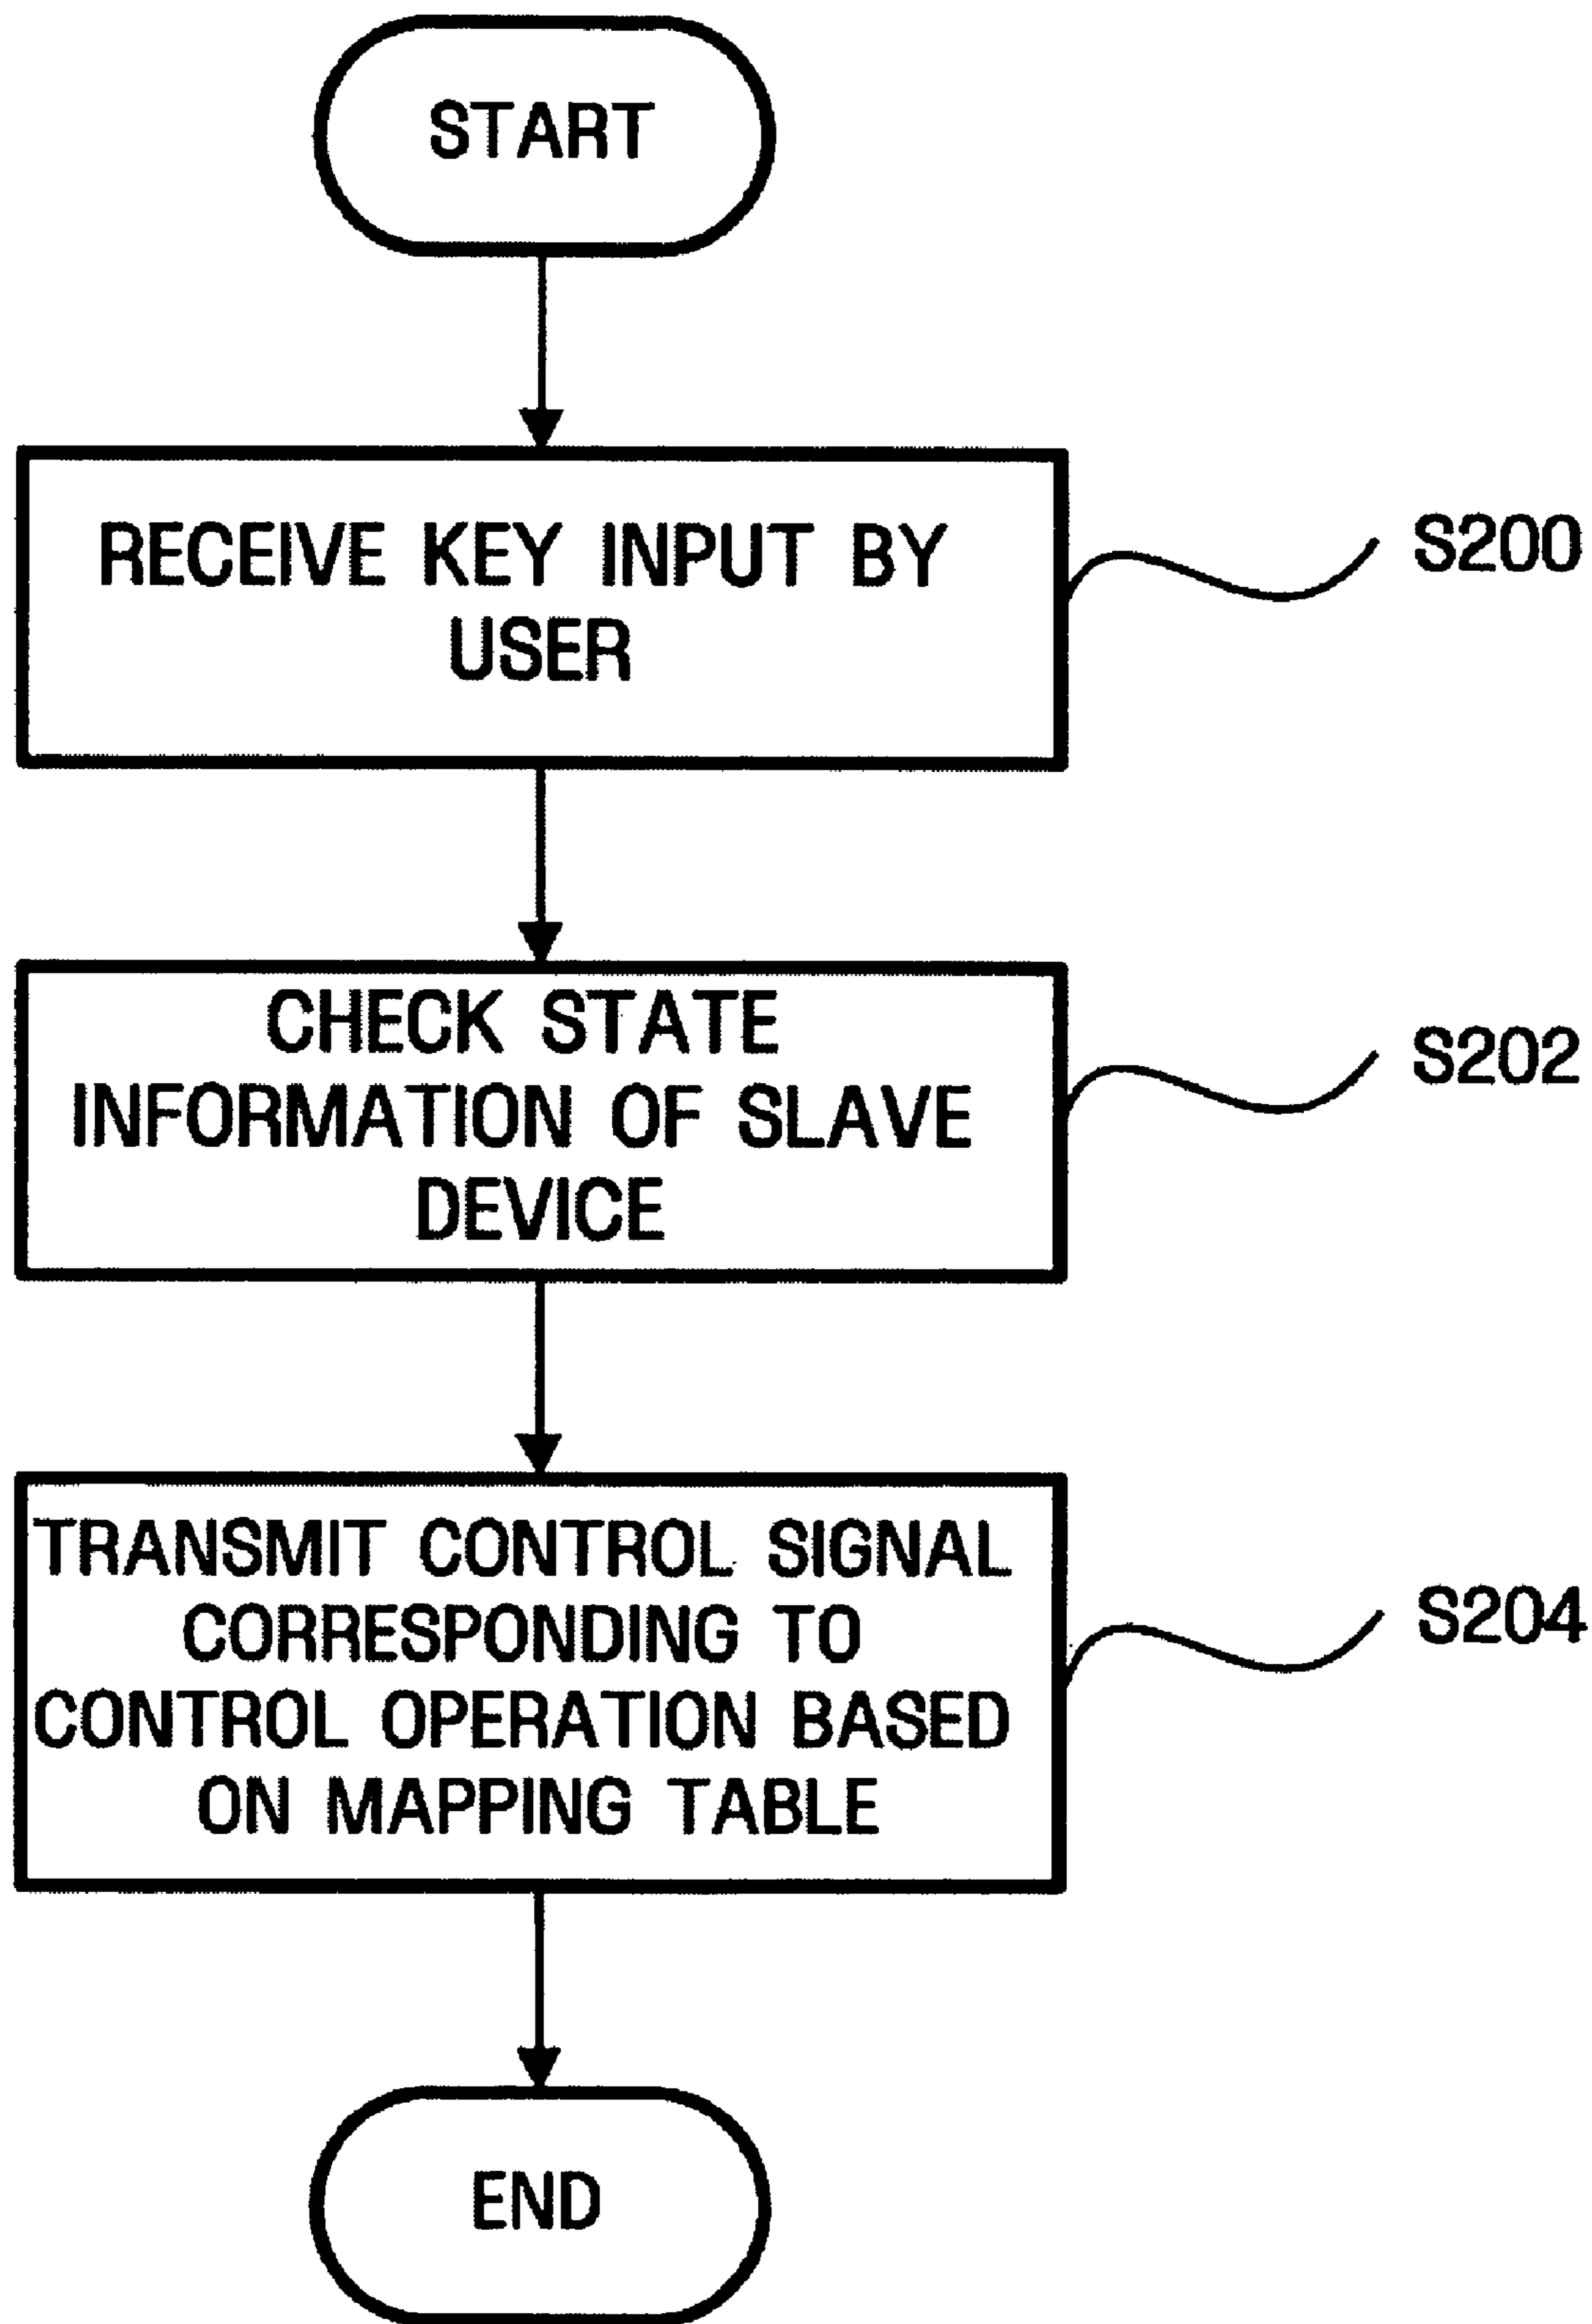 START
RECEIVE KEY INPUT BY
USER
S200
CHECK STATE
INFORMATION OF SLAVE
DEVICE
S202
TRANSMIT CONTROL SIGNAL
CORRESPONDING TO
CONTROL OPERATION BASED
ON MAPPING TABLE
S204
END